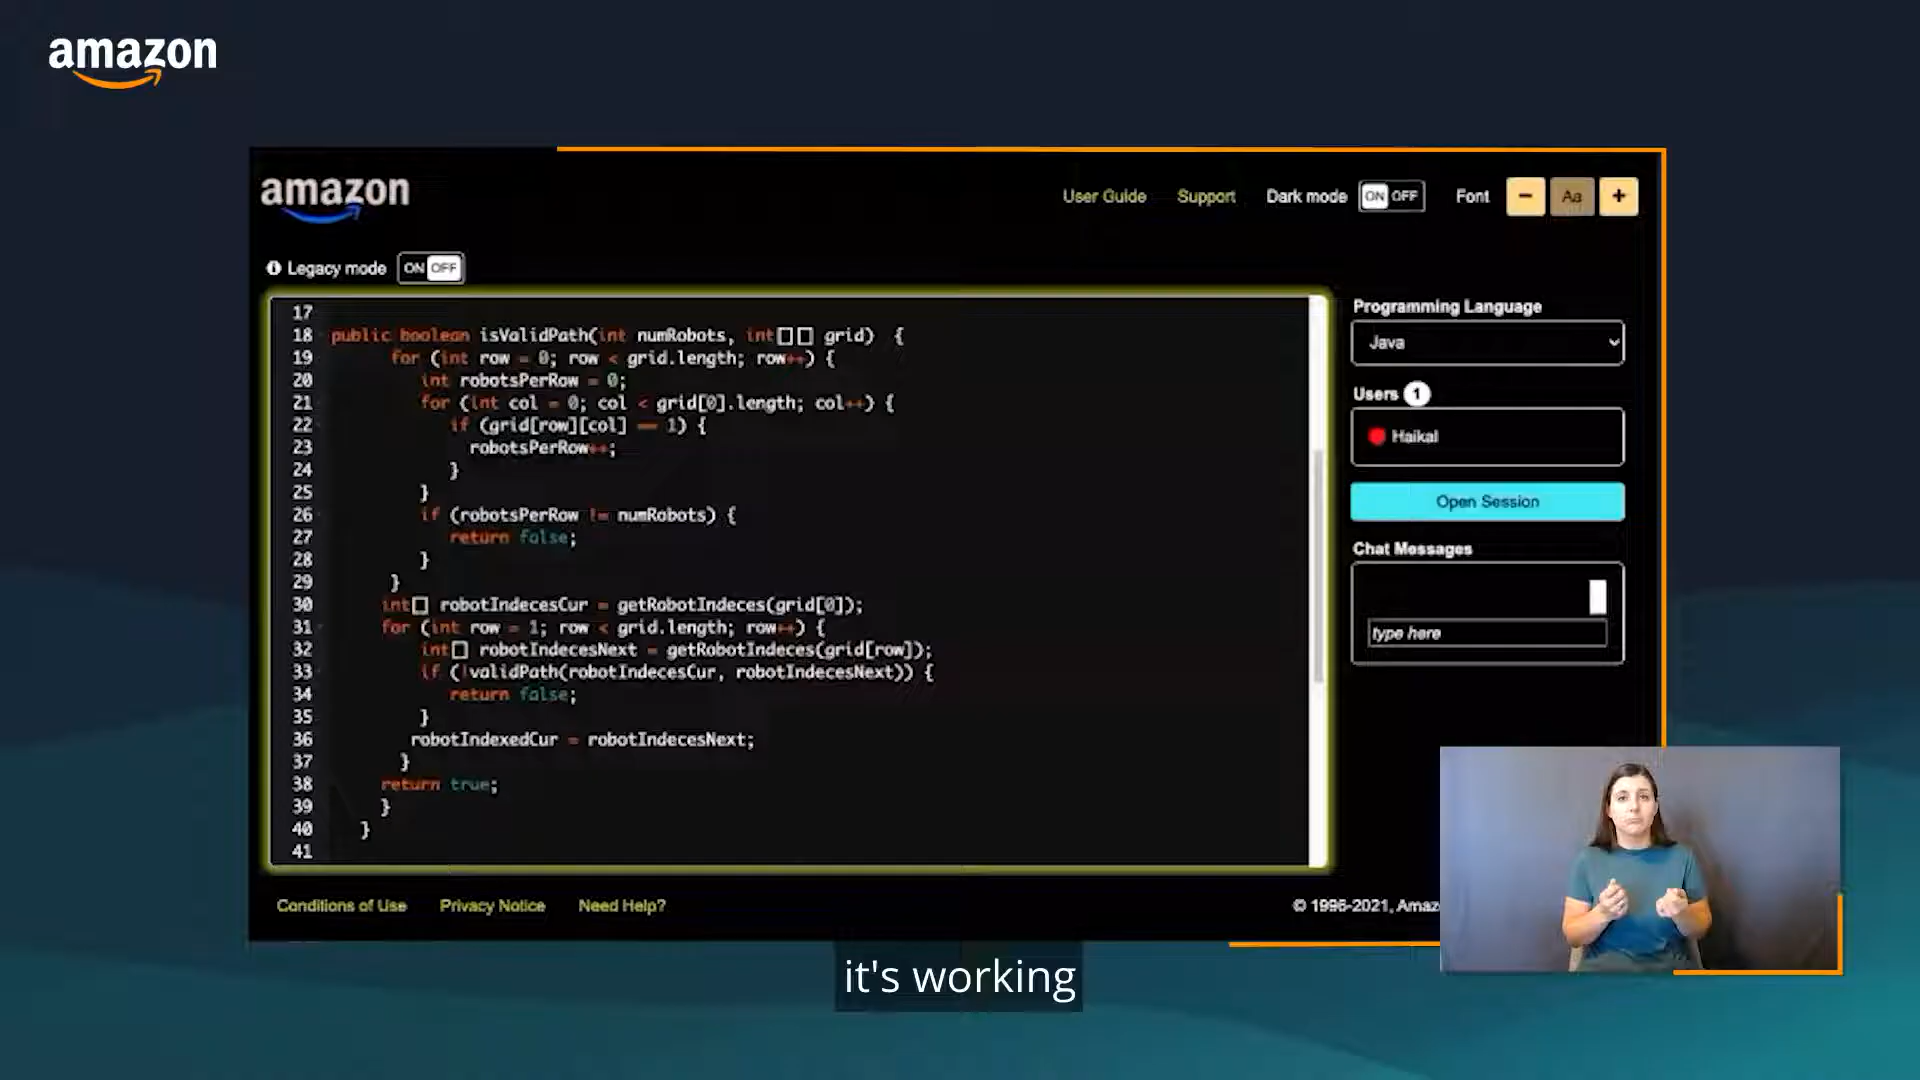 amazon
amazon
User Guide Support Dark mode ON OFF Font - Aa +
Legacy mode ON OFF
17
18 public boolean isValidPath(int numRobots, int[][] grid) {
19 for (int row = 0; row < grid.length; row++) {
20 int robotsPerRow = 0;
21 for (int col = 0; col < grid[0].length; col++) {
22 if (grid[row][col] == 1) {
23 robotsPerRow++;
24 }
25 }
26 if (robotsPerRow != numRobots) {
27 return false;
28 }
29 }
30 int[] robotIndecesCur = getRobotIndeces(grid[0]);
31 for (int row = 1; row < grid.length; row++) {
32 int[] robotIndecesNext = getRobotIndeces(grid[row]);
33 if (!validPath(robotIndecesCur, robotIndecesNext)) {
34 return false;
35 }
36 robotIndexedCur = robotIndecesNext;
37 }
38 return true;
39 }
40 }
41
Programming Language
Java
Users 1
Haikal
Open Session
Chat Messages
type here
Conditions of Use Privacy Notice Need Help? © 1996-2021, Amazo
it's working